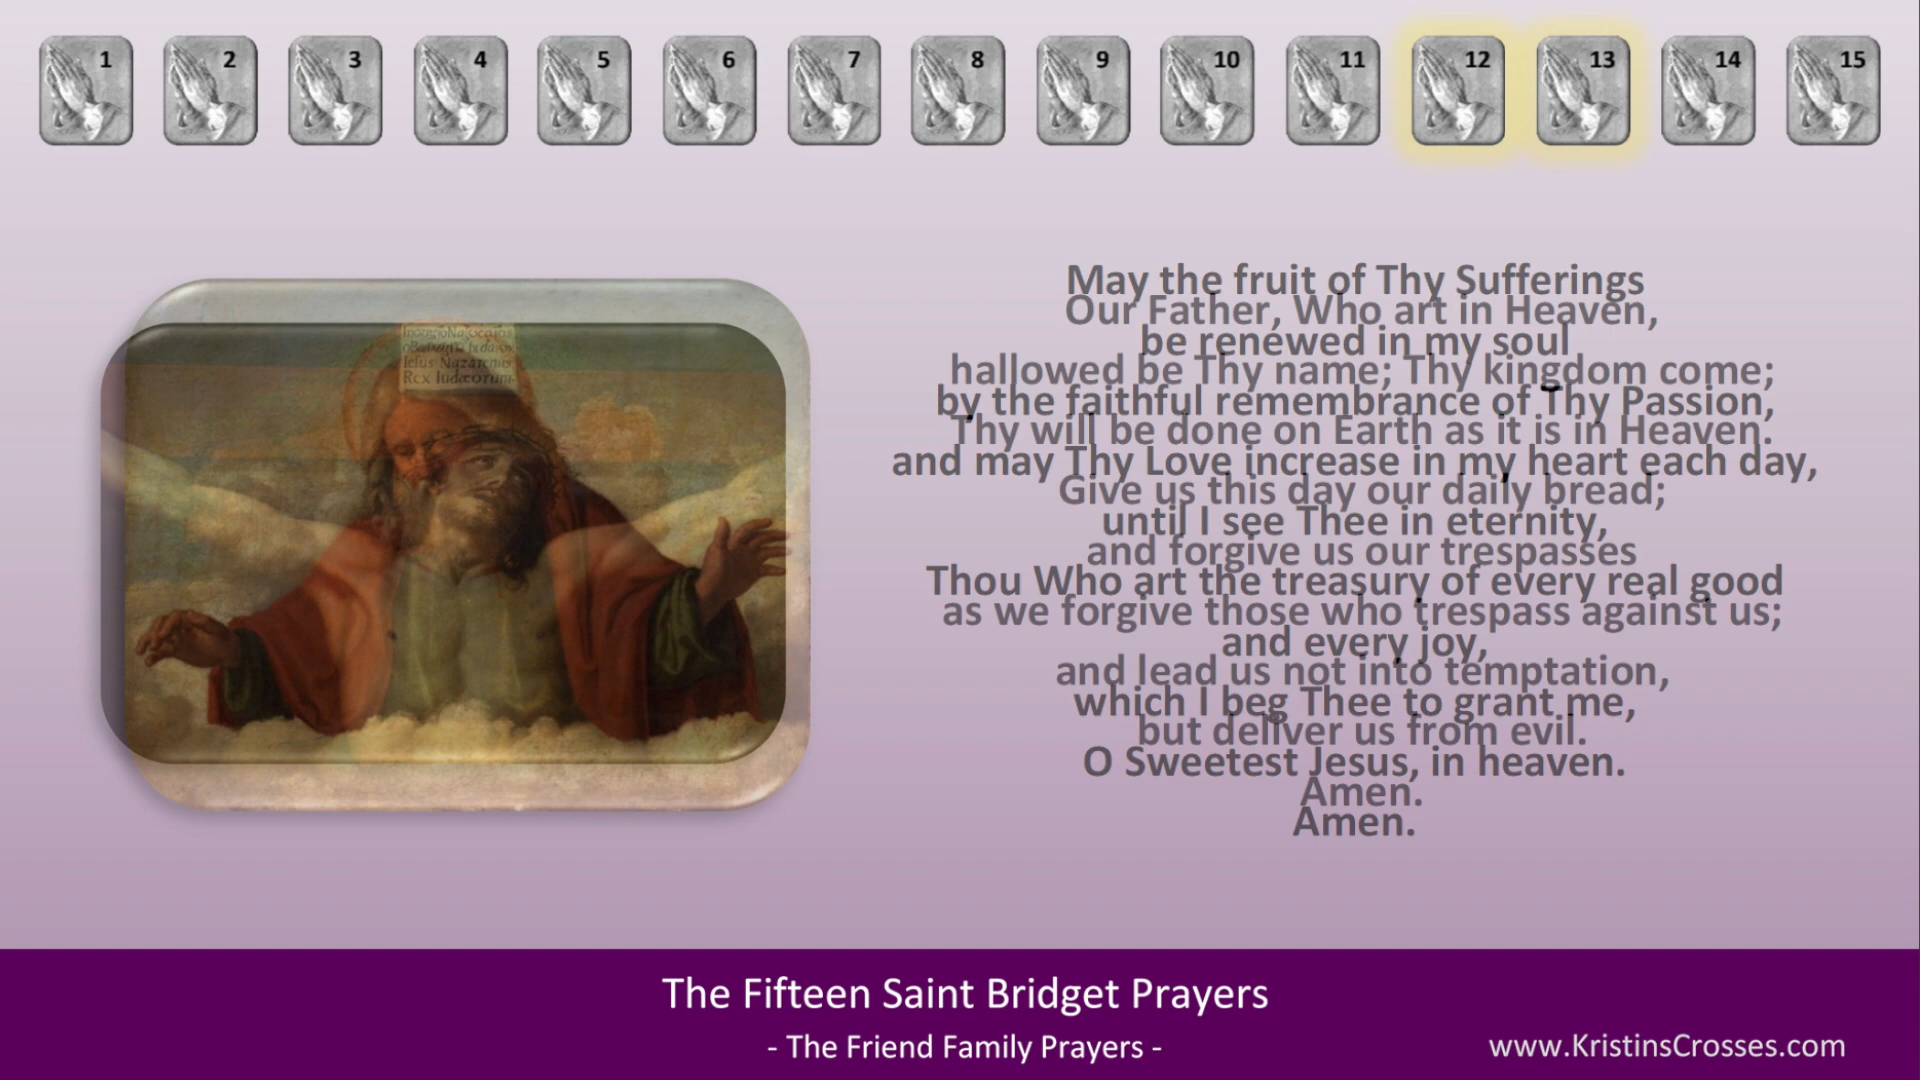 1 2 3 4 5 6 7 8 9 10 11 12 13 14 15
Iesus Nazarenus
Rex Iudæorum
May the fruit of Thy Sufferings
Our Father, Who art in Heaven,
be renewed in my soul
hallowed be Thy name; Thy kingdom come;
by the faithful remembrance of Thy Passion,
Thy will be done on Earth as it is in Heaven.
and may Thy Love increase in my heart each day,
Give us this day our daily bread;
until I see Thee in eternity,
and forgive us our trespasses
Thou Who art the treasury of every real good
as we forgive those who trespass against us;
and every joy,
and lead us not into temptation,
which I beg Thee to grant me,
but deliver us from evil.
O Sweetest Jesus, in heaven.
Amen.
Amen.
The Fifteen Saint Bridget Prayers
- The Friend Family Prayers -
www.KristinsCrosses.com